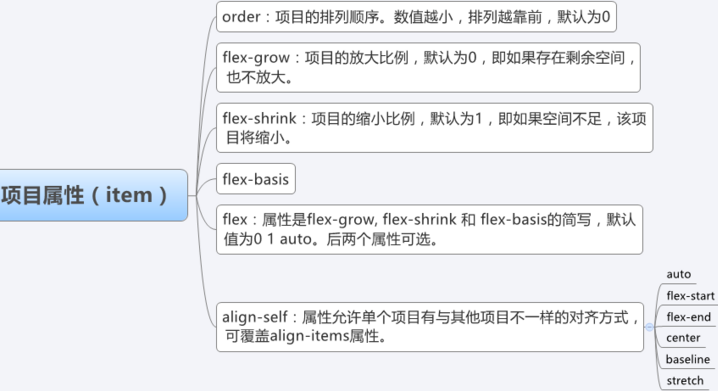 项目属性（item）
order：项目的排列顺序。数值越小，排列越靠前，默认为0
flex-grow：项目的放大比例，默认为0，即如果存在剩余空间，
也不放大。
flex-shrink：项目的缩小比例，默认为1，即如果空间不足，该项
目将缩小。
flex-basis
flex：属性是flex-grow, flex-shrink 和 flex-basis的简写，默认
值为0 1 auto。后两个属性可选。
align-self：属性允许单个项目有与其他项目不一样的对齐方式，
可覆盖align-items属性。
auto
flex-start
flex-end
center
baseline
stretch